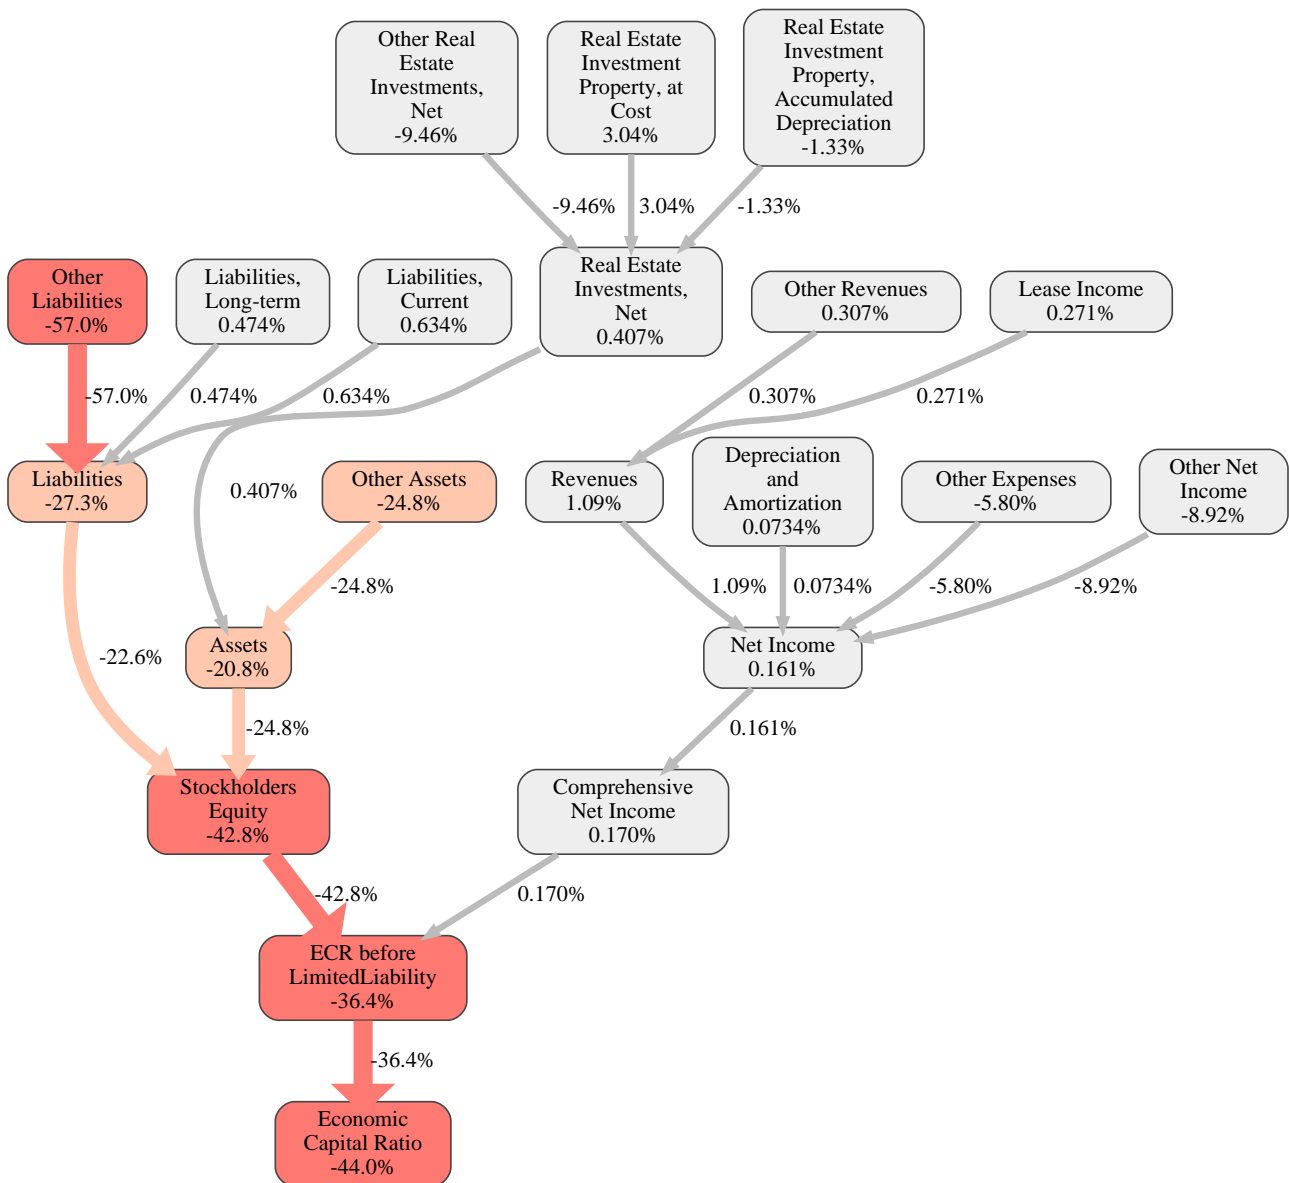 Other Real
Estate
Investments,
Net
-9.46%
Real Estate
Investment
Property, at
Cost
3.04%
Real Estate
Investment
Property,
Accumulated
Depreciation
-1.33%
-9.46%
3.04%
-1.33%
Other
Liabilities
-57.0%
Liabilities,
Long-term
0.474%
Liabilities,
Current
0.634%
Real Estate
Investments,
Net
0.407%
Other Revenues
0.307%
Lease Income
0.271%
-57.0%
0.474%
0.634%
0.307%
0.271%
Liabilities
-27.3%
0.407%
Other Assets
-24.8%
Revenues
1.09%
Depreciation
and
Amortization
0.0734%
Other Expenses
-5.80%
Other Net
Income
-8.92%
-24.8%
1.09%
0.0734%
-5.80%
-8.92%
-22.6%
Assets
-20.8%
Net Income
0.161%
-24.8%
0.161%
Stockholders
Equity
-42.8%
Comprehensive
Net Income
0.170%
-42.8%
0.170%
ECR before
LimitedLiability
-36.4%
-36.4%
Economic
Capital Ratio
-44.0%